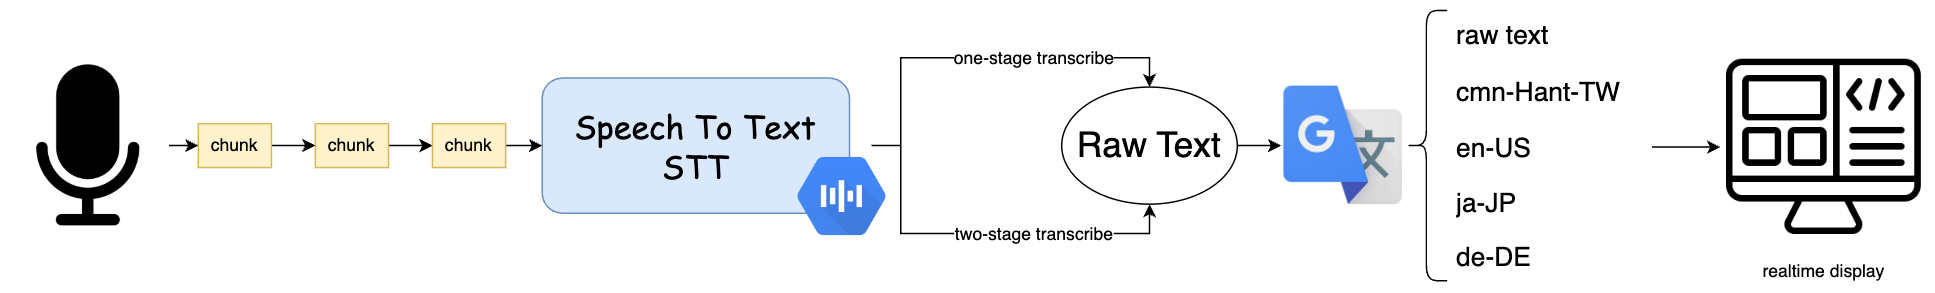 chunk
chunk
chunk
Speech To Text
STT
one-stage transcribe
two-stage transcribe
Raw Text
G
文
raw text
cmn-Hant-TW
en-US
ja-JP
de-DE
</>
realtime display